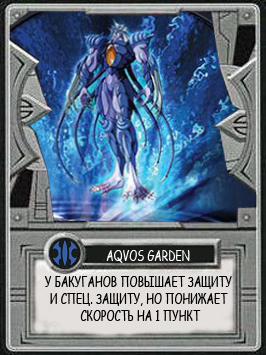 AQVOS GARDEN
У БАКУГАНОВ ПОВЫШАЕТ ЗАЩИТУ
И СПЕЦ. ЗАЩИТУ, НО ПОНИЖАЕТ
СКОРОСТЬ НА 1 ПУНКТ